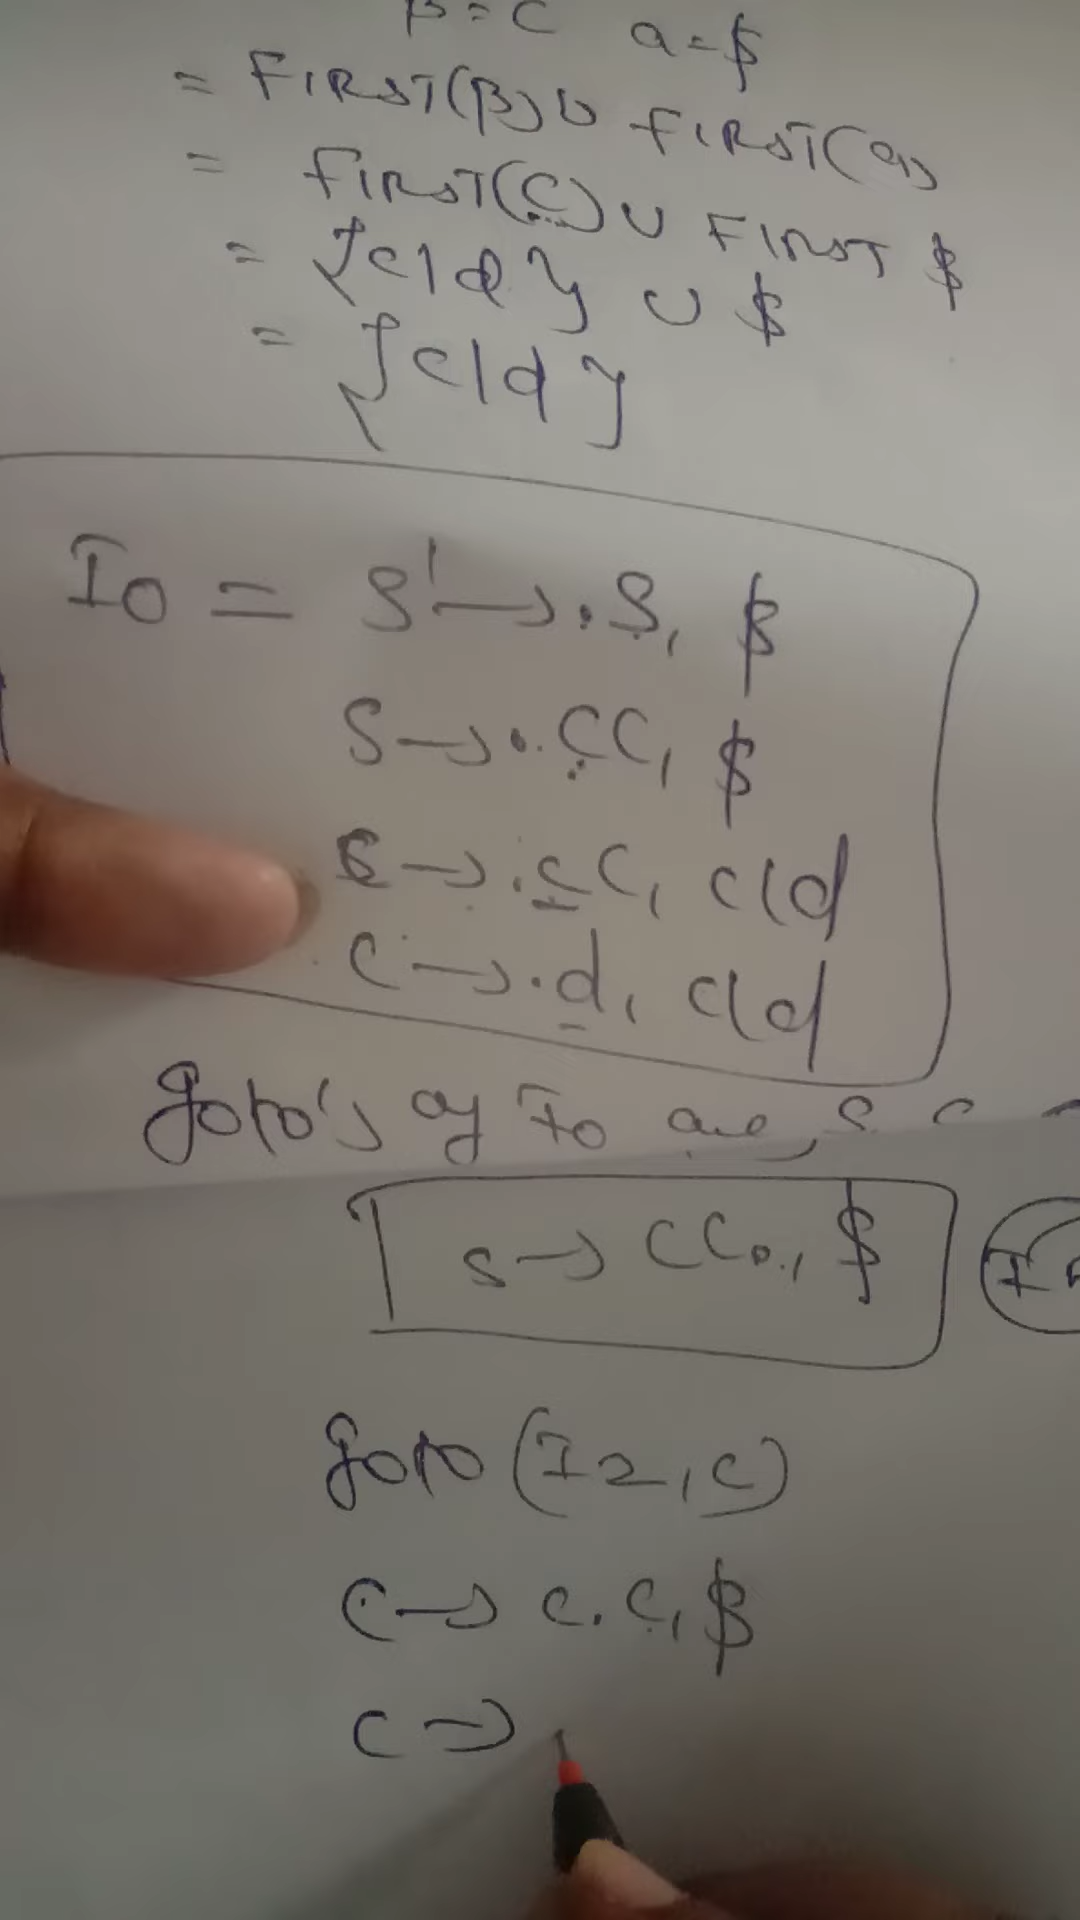 β = C a = $
= FIRST(β) ∪ FIRST(a)
= FIRST(C) ∪ FIRST $
= {c|d} ∪ $
= {c|d}
I0 = S' → .S, $
S → .CC, $
C → .cC, c|d
C → .d, c|d
goto's of I0 are, S C
S → CC., $
goto (I2, c)
C → c.C, $
C →